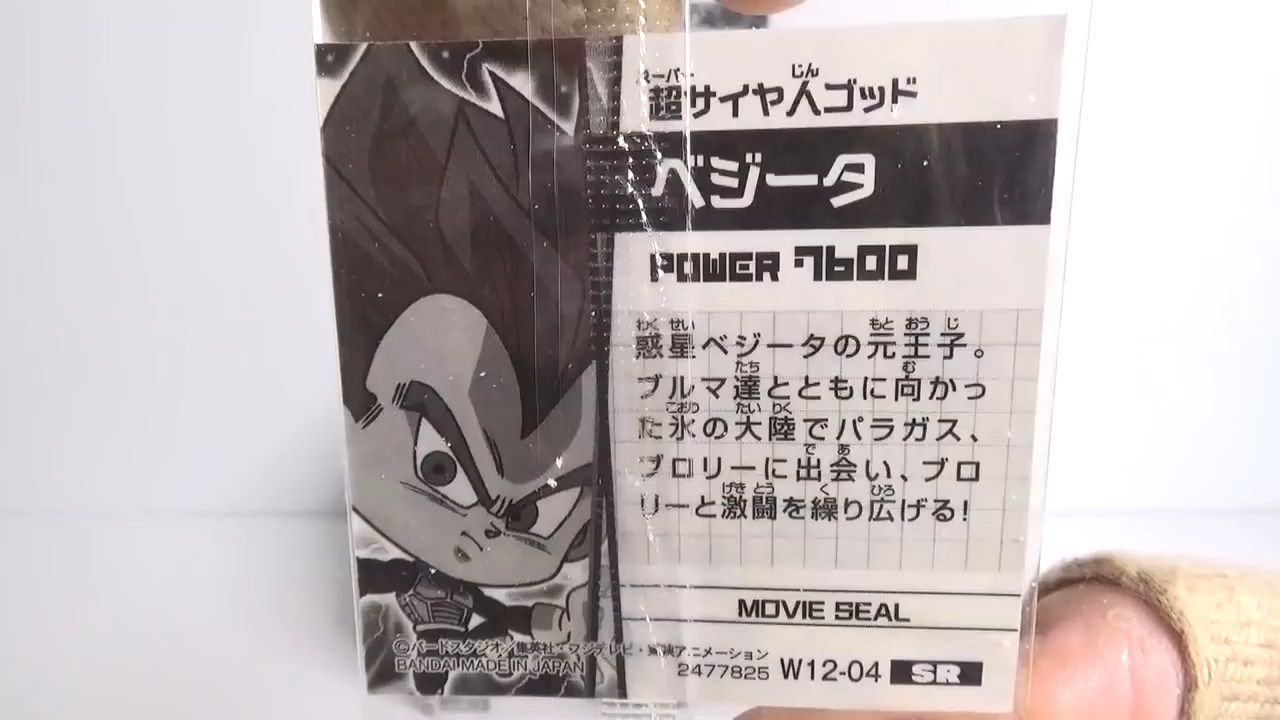 スーパー じん
超サイヤ人ゴッド
ベジータ
POWER 7600
わく せい もと おう じ
惑星ベジータの元王子。
たち む
ブルマ達とともに向かっ
こおり たい りく
た氷の大陸でパラガス、
で あ
ブロリーに出会い、ブロ
げき とう く ひろ
リーと激闘を繰り広げる!
MOVIE SEAL
©バードスタジオ/集英社・フジテレビ・東映アニメーション
BANDAI MADE IN JAPAN
2477825 W12-04 SR